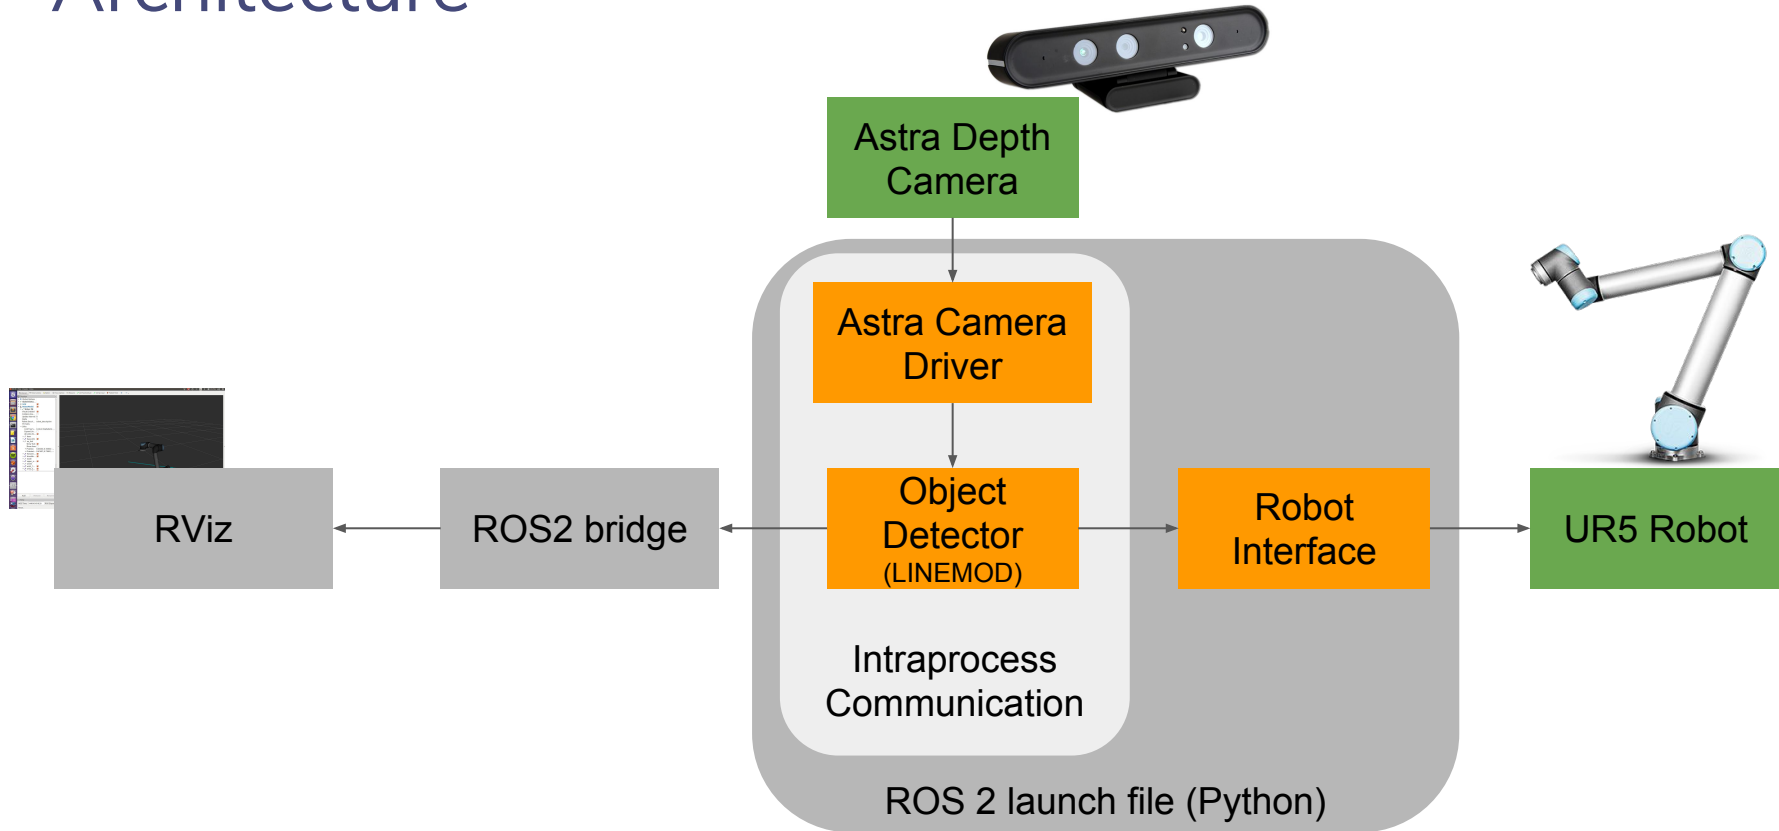 Architecture
Astra Depth
Camera
Astra Camera
Driver
RViz
ROS2 bridge
Object
Detector
(LINEMOD)
Robot
Interface
UR5 Robot
Intraprocess
Communication
ROS 2 launch file (Python)